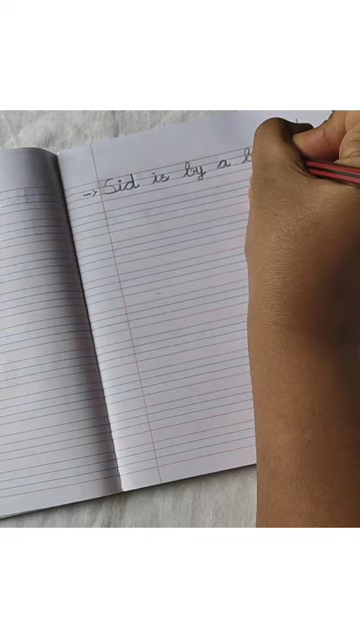 → Sid is by a